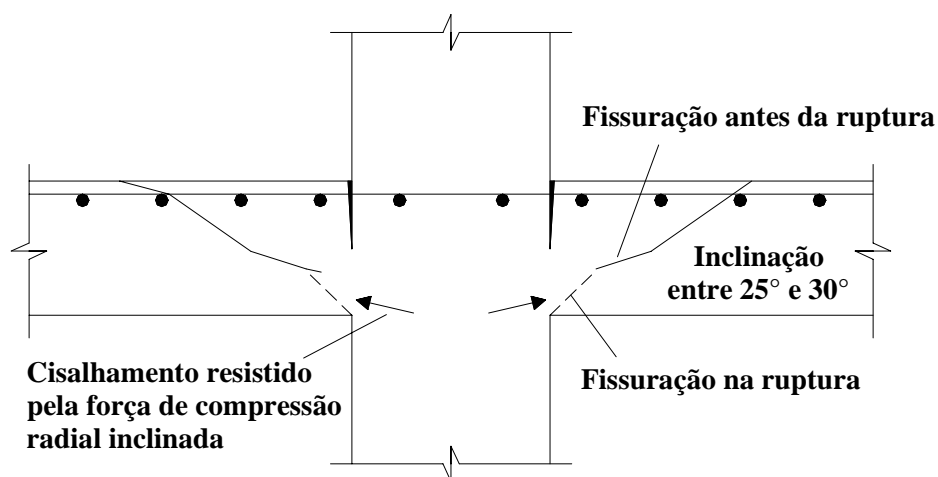 Fissuração antes da ruptura
Inclinação
entre 25° e 30°
Cisalhamento resistido
pela força de compressão
radial inclinada
Fissuração na ruptura